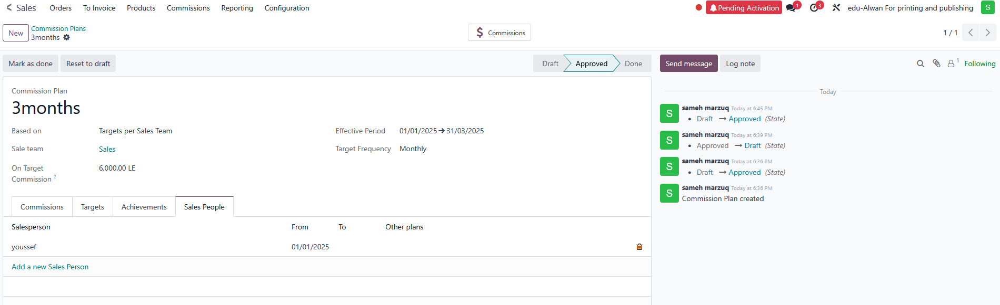 Sales Orders To Invoice Products Commissions Reporting Configuration Pending Activation 1 3 edu-Alwan For printing and publishing S
New Commission Plans
3months
$ Commissions 1 / 1
Mark as done Reset to draft Draft Approved Done Send message Log note 1 Following
Commission Plan
3months
Based on Targets per Sales Team Effective Period 01/01/2025 → 31/03/2025
Sale team Sales Target Frequency Monthly
On Target 6,000.00 LE
Commission ?
Commissions Targets Achievements Sales People
Salesperson From To Other plans
youssef 01/01/2025
Add a new Sales Person
Today
S sameh marzuq Today at 6:45 PM
• Draft → Approved (State)
S sameh marzuq Today at 6:39 PM
• Approved → Draft (State)
S sameh marzuq Today at 6:36 PM
• Draft → Approved (State)
S sameh marzuq Today at 6:36 PM
Commission Plan created